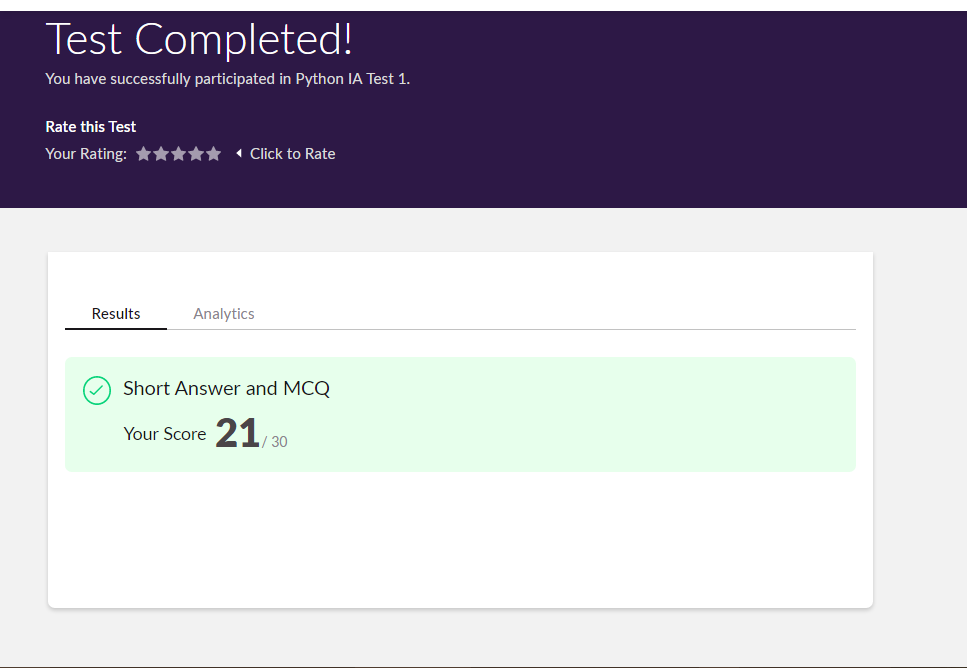 Test Completed!
You have successfully participated in Python IA Test 1.
Rate this Test
Your Rating: Click to Rate
Results Analytics
Short Answer and MCQ
Your Score 21 / 30